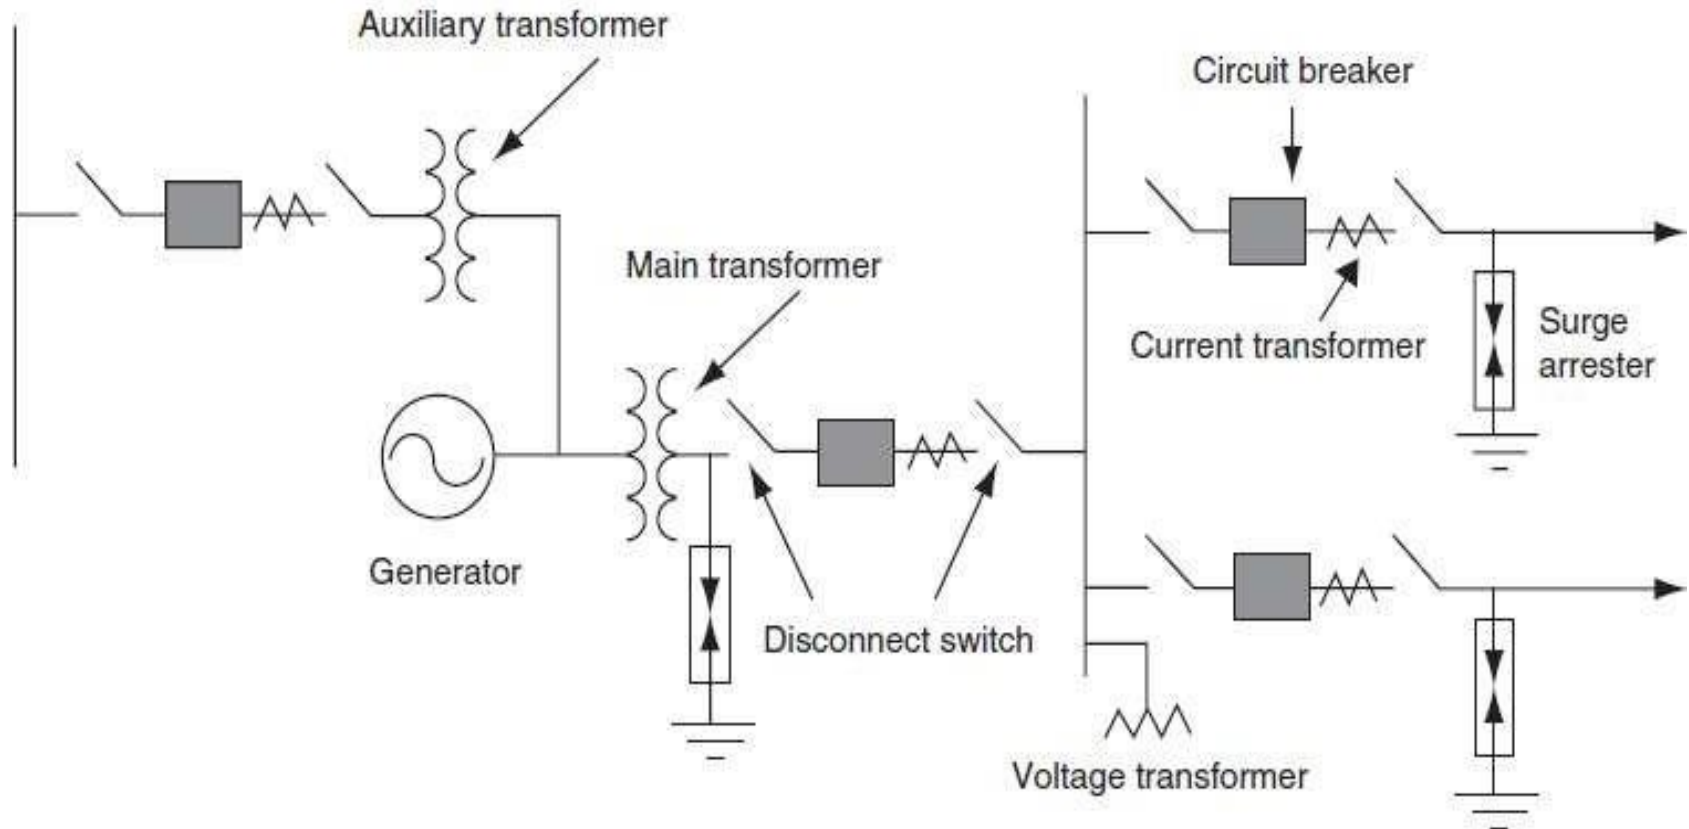 Auxiliary transformer
Circuit breaker
Main transformer
Current transformer
Surge
arrester
Generator
Disconnect switch
Voltage transformer